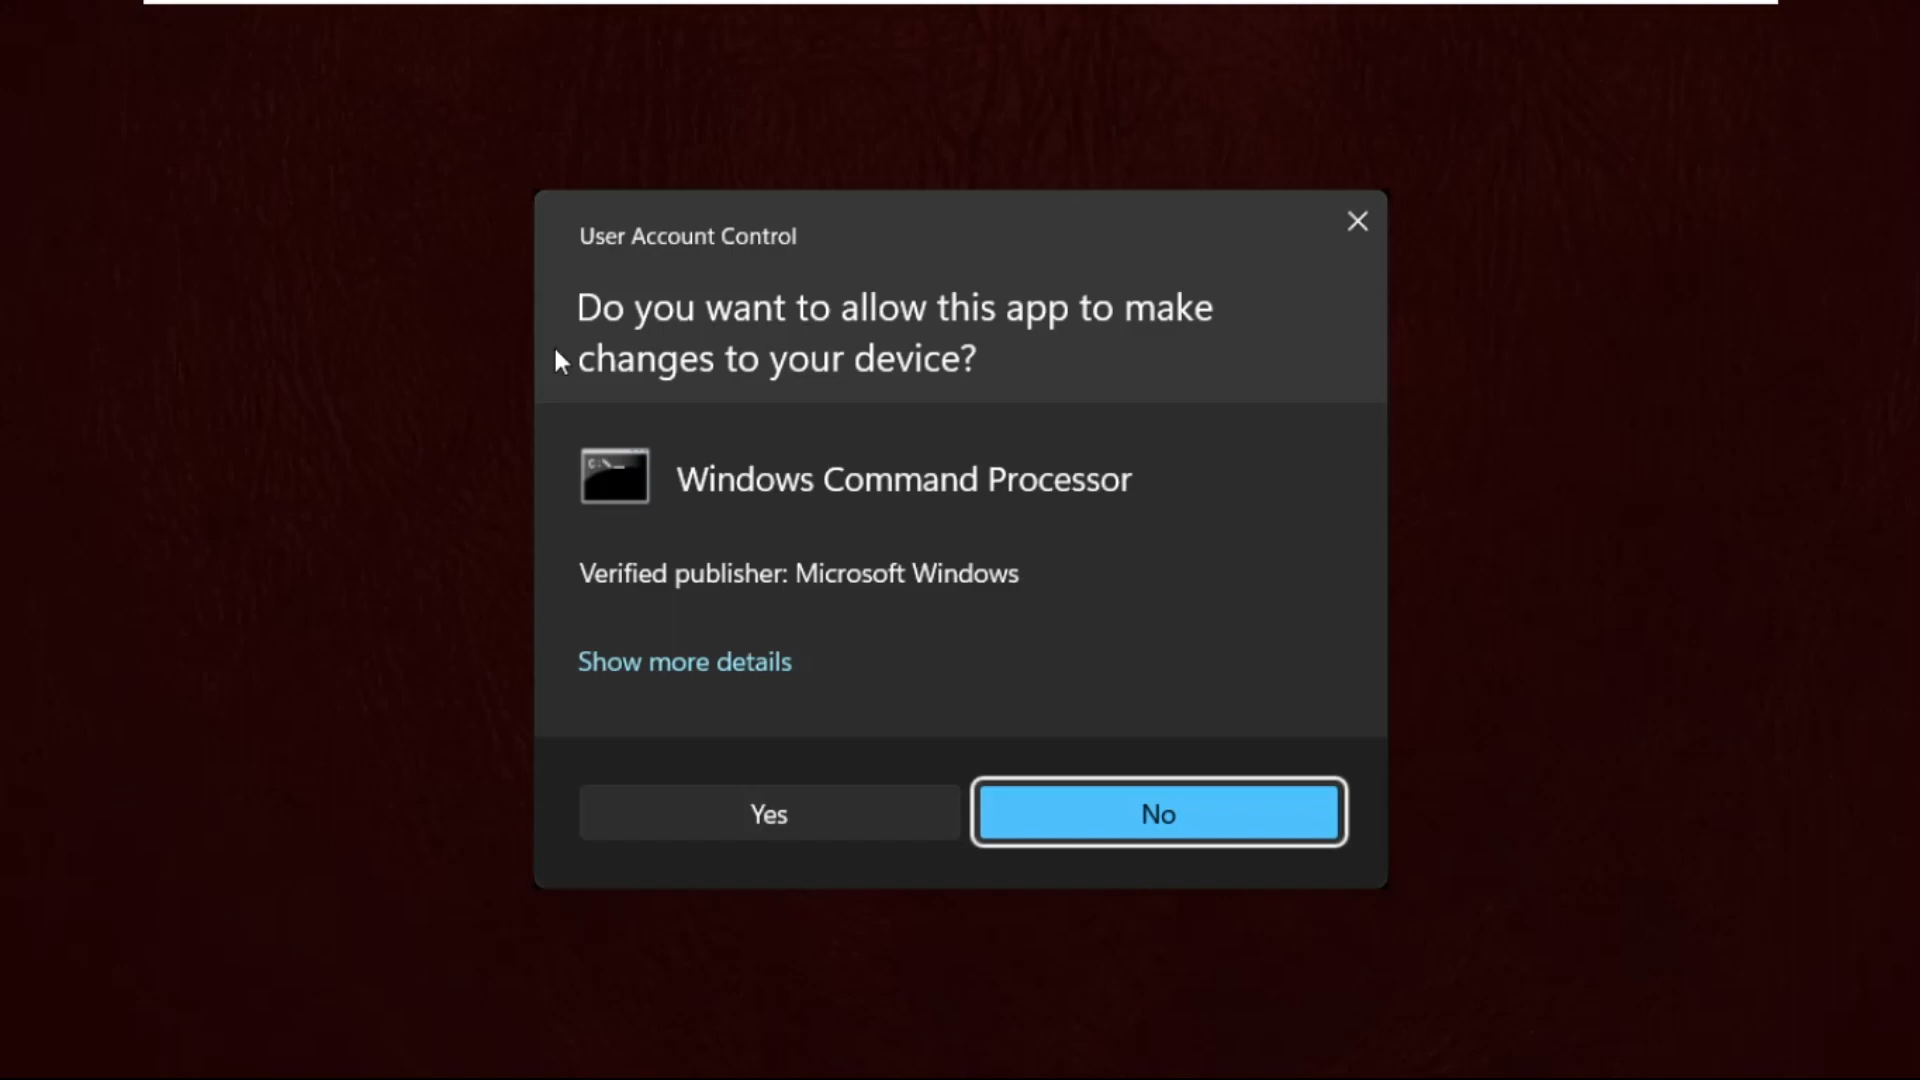 User Account Control
Do you want to allow this app to make
changes to your device?
C:\_
Windows Command Processor
Verified publisher: Microsoft Windows
Show more details
Yes
No